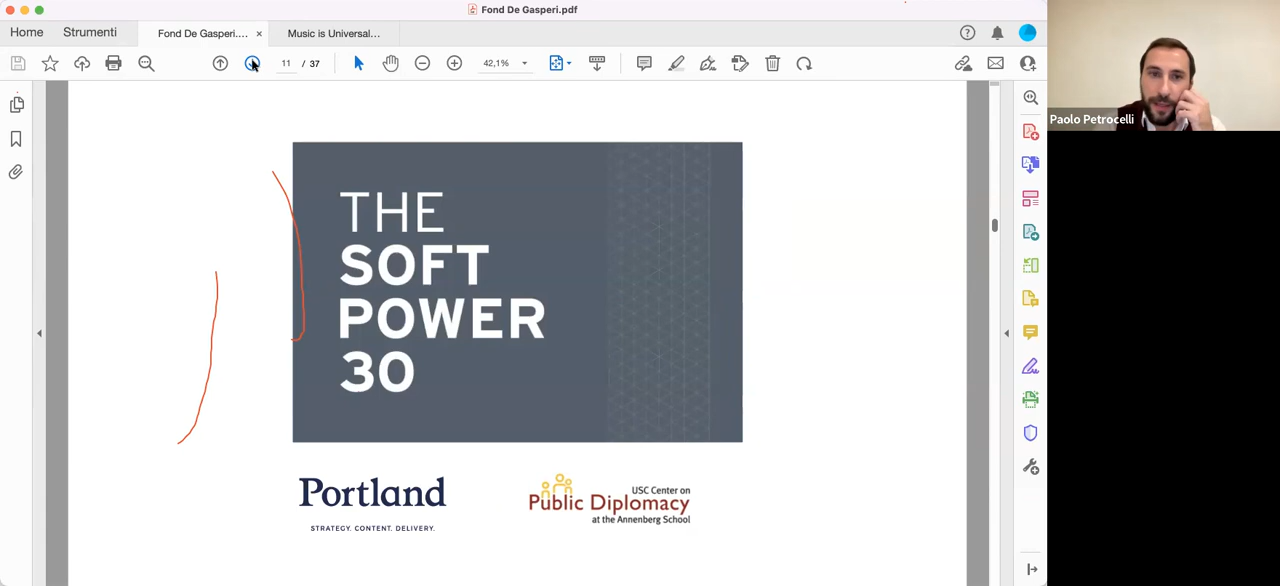 Fond De Gasperi.pdf
Home
Strumenti
Fond De Gasperi.... ×
Music is Universal...
?
11 / 37
42,1%
Paolo Petrocelli
THE
SOFT
POWER
30
Portland
STRATEGY. CONTENT. DELIVERY.
USC Center on
Public Diplomacy
at the Annenberg School